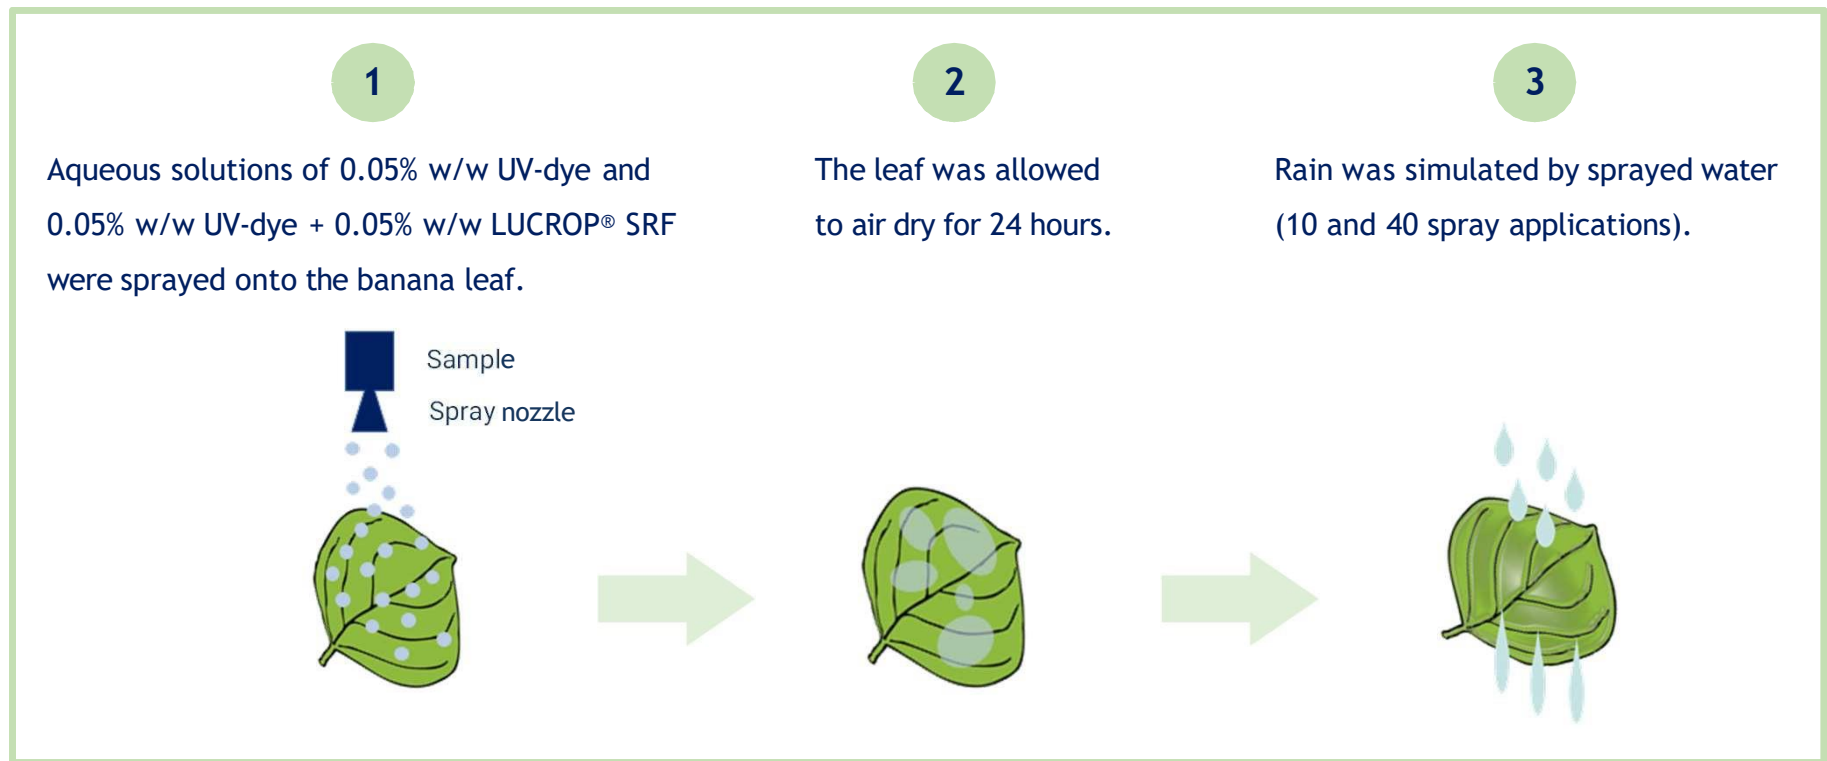 1
Aqueous solutions of 0.05% w/w UV-dye and
0.05% w/w UV-dye + 0.05% w/w LUCROP® SRF
were sprayed onto the banana leaf.
Sample
Spray nozzle
2
The leaf was allowed
to air dry for 24 hours.
3
Rain was simulated by sprayed water
(10 and 40 spray applications).